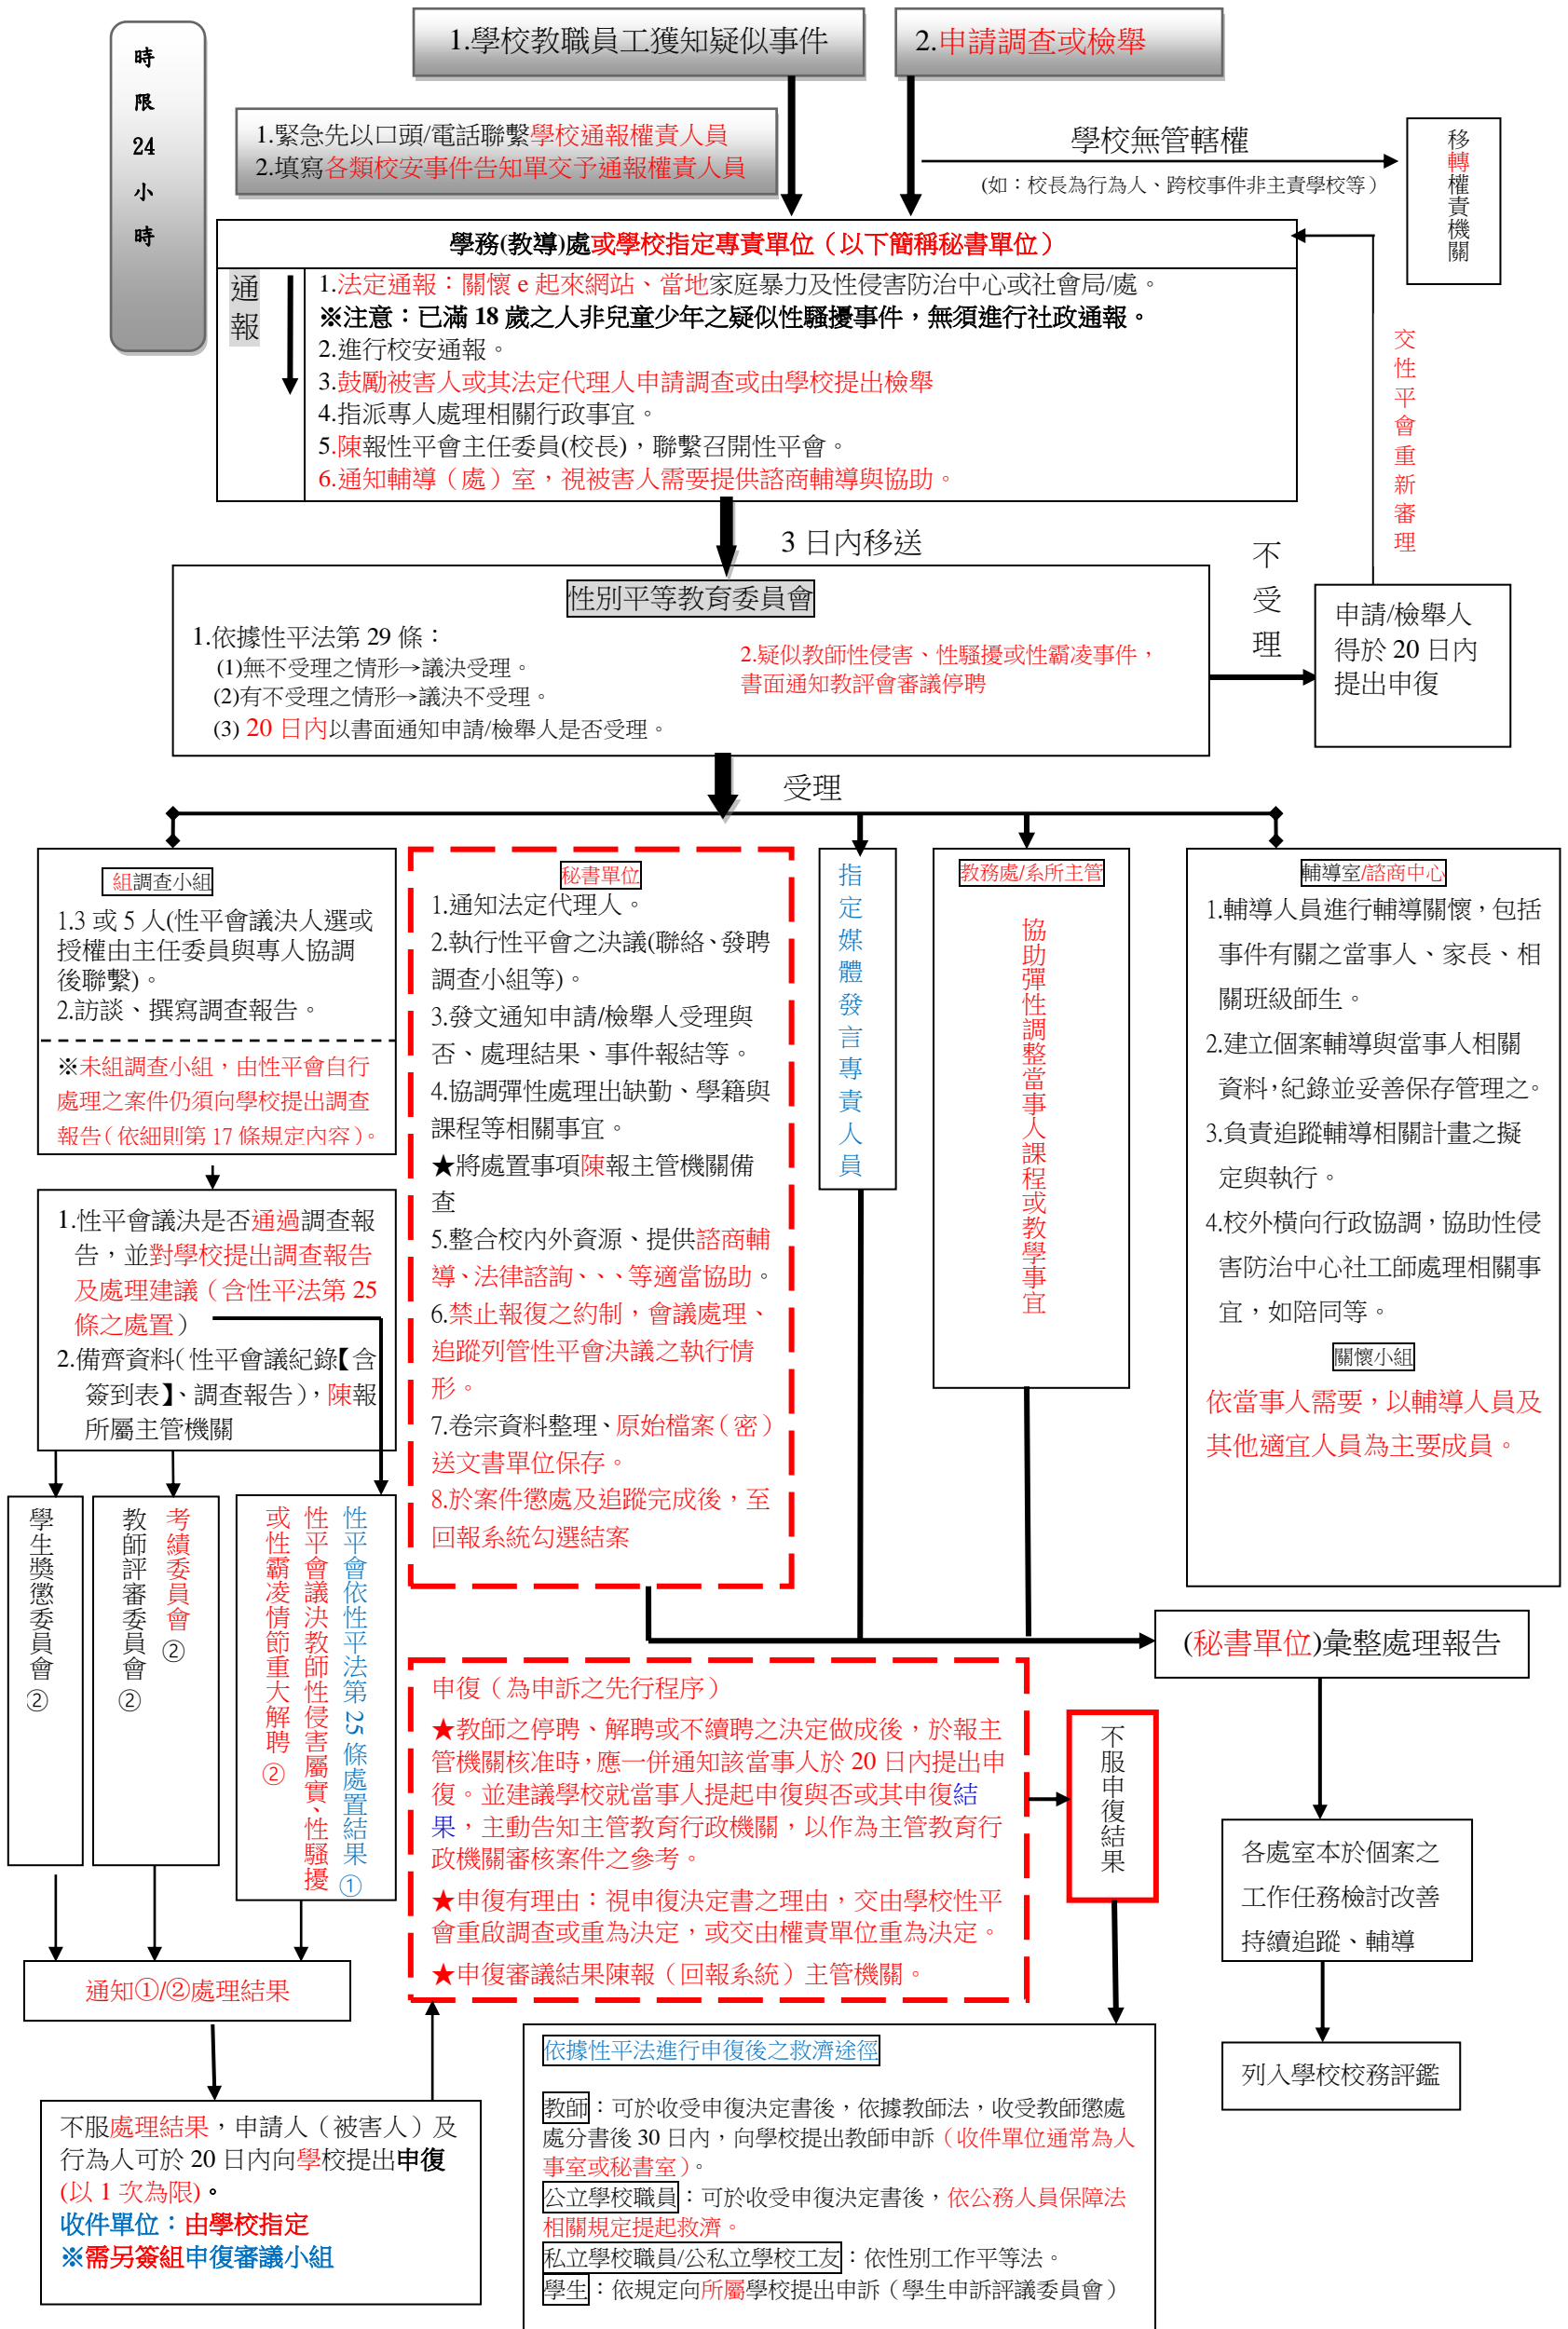 時
限
24
小
時
1.學校教職員工獲知疑似事件
2.申請調查或檢舉
1.緊急先以口頭/電話聯繫學校通報權責人員
2.填寫各類校安事件告知單交予通報權責人員
學校無管轄權
(如：校長為行為人、跨校事件非主責學校等）
移轉權責機關
學務(教導)處或學校指定專責單位（以下簡稱秘書單位）
通報
1.法定通報：關懷 e 起來網站、當地家庭暴力及性侵害防治中心或社會局/處。
※注意：已滿 18 歲之人非兒童少年之疑似性騷擾事件，無須進行社政通報。
2.進行校安通報。
3.鼓勵被害人或其法定代理人申請調查或由學校提出檢舉
4.指派專人處理相關行政事宜。
5.陳報性平會主任委員(校長)，聯繫召開性平會。
6.通知輔導（處）室，視被害人需要提供諮商輔導與協助。
交性平會重新審理
3 日內移送
性別平等教育委員會
1.依據性平法第 29 條：
(1)無不受理之情形→議決受理。
(2)有不受理之情形→議決不受理。
(3) 20 日內以書面通知申請/檢舉人是否受理。
2.疑似教師性侵害、性騷擾或性霸凌事件，
書面通知教評會審議停聘
不受理
申請/檢舉人
得於 20 日內
提出申復
受理
組調查小組
1.3 或 5 人(性平會議決人選或
授權由主任委員與專人協調
後聯繫)。
2.訪談、撰寫調查報告。
※未組調查小組，由性平會自行
處理之案件仍須向學校提出調查
報告（依細則第 17 條規定內容）。
1.性平會議決是否通過調查報
告，並對學校提出調查報告
及處理建議（含性平法第 25
條之處置）
2.備齊資料（性平會議紀錄【含
簽到表】、調查報告），陳報
所屬主管機關
學生獎懲委員會②
考績委員會②
教師評審委員會②
性平會依性平法第 25 條處置結果①
性平會議決教師性侵害屬實、性騷擾
或性霸凌情節重大解聘②
通知①/②處理結果
不服處理結果，申請人（被害人）及
行為人可於 20 日內向學校提出申復
(以 1 次為限)。
收件單位：由學校指定
※需另簽組申復審議小組
秘書單位
1.通知法定代理人。
2.執行性平會之決議(聯絡、發聘
調查小組等)。
3.發文通知申請/檢舉人受理與
否、處理結果、事件報結等。
4.協調彈性處理出缺勤、學籍與
課程等相關事宜。
★將處置事項陳報主管機關備
查
5.整合校內外資源、提供諮商輔
導、法律諮詢、、、等適當協助。
6.禁止報復之約制，會議處理、
追蹤列管性平會決議之執行情
形。
7.卷宗資料整理、原始檔案（密）
送文書單位保存。
8.於案件懲處及追蹤完成後，至
回報系統勾選結案
指定媒體發言專責人員
教務處/系所主管
協助彈性調整當事人課程或教學事宜
輔導室/諮商中心
1.輔導人員進行輔導關懷，包括
事件有關之當事人、家長、相
關班級師生。
2.建立個案輔導與當事人相關
資料，紀錄並妥善保存管理之。
3.負責追蹤輔導相關計畫之擬
定與執行。
4.校外橫向行政協調，協助性侵
害防治中心社工師處理相關事
宜，如陪同等。
關懷小組
依當事人需要，以輔導人員及
其他適宜人員為主要成員。
(秘書單位)彙整處理報告
各處室本於個案之
工作任務檢討改善
持續追蹤、輔導
列入學校校務評鑑
申復（為申訴之先行程序）
★教師之停聘、解聘或不續聘之決定做成後，於報主
管機關核准時，應一併通知該當事人於 20 日內提出申
復。並建議學校就當事人提起申復與否或其申復結
果，主動告知主管教育行政機關，以作為主管教育行
政機關審核案件之參考。
★申復有理由：視申復決定書之理由，交由學校性平
會重啟調查或重為決定，或交由權責單位重為決定。
★申復審議結果陳報（回報系統）主管機關。
不服申復結果
依據性平法進行申復後之救濟途徑
教師：可於收受申復決定書後，依據教師法，收受教師懲處
處分書後 30 日內，向學校提出教師申訴（收件單位通常為人
事室或秘書室）。
公立學校職員：可於收受申復決定書後，依公務人員保障法
相關規定提起救濟。
私立學校職員/公私立學校工友：依性別工作平等法。
學生：依規定向所屬學校提出申訴（學生申訴評議委員會）